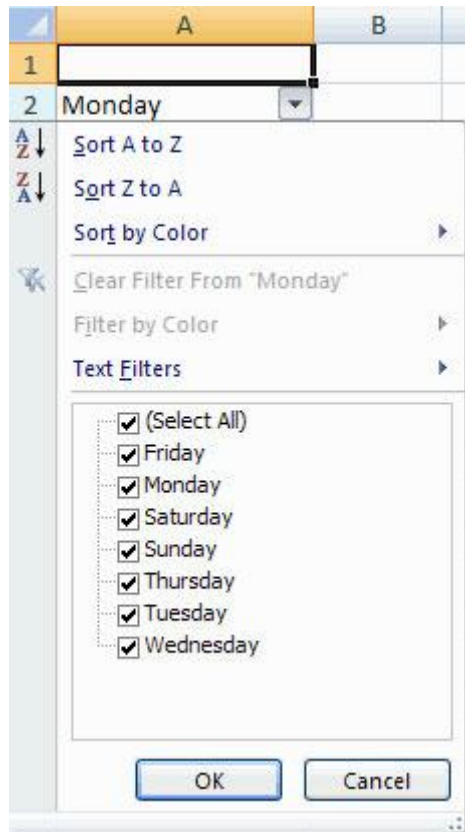 A B
1
2 Monday
Sort A to Z
Sort Z to A
Sort by Color
Clear Filter From "Monday"
Filter by Color
Text Filters
(Select All)
Friday
Monday
Saturday
Sunday
Thursday
Tuesday
Wednesday
OK Cancel